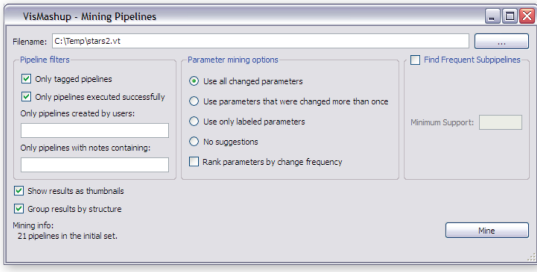 VisMashup - Mining Pipelines
Filename: C:\Temp\stars2.vt ...
Pipeline filters
Only tagged pipelines
Only pipelines executed successfully
Only pipelines created by users:
Only pipelines with notes containing:
Parameter mining options
Use all changed parameters
Use parameters that were changed more than once
Use only labeled parameters
No suggestions
Rank parameters by change frequency
Find Frequent Subpipelines
Minimum Support:
Show results as thumbnails
Group results by structure
Mining info:
21 pipelines in the initial set.
Mine